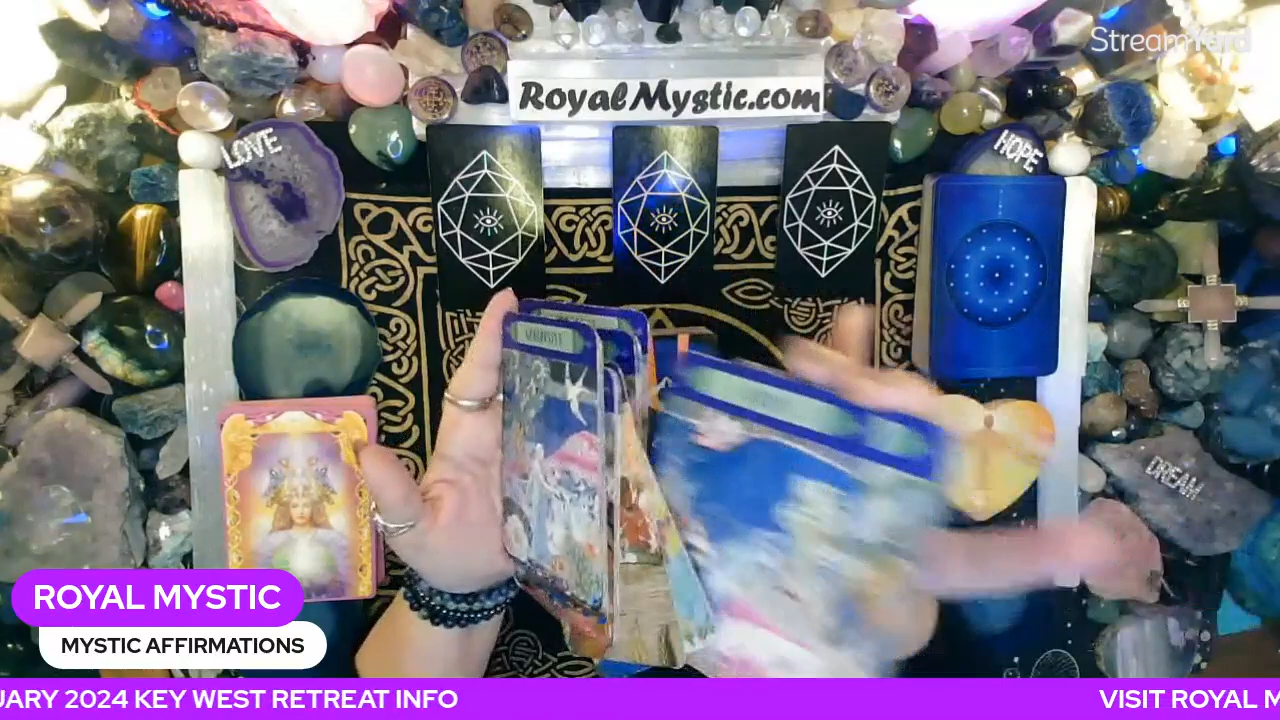 StreamYard
RoyalMystic.com
LOVE
HOPE
DREAM
ROYAL MYSTIC
MYSTIC AFFIRMATIONS
UARY 2024 KEY WEST RETREAT INFO
VISIT ROYAL M